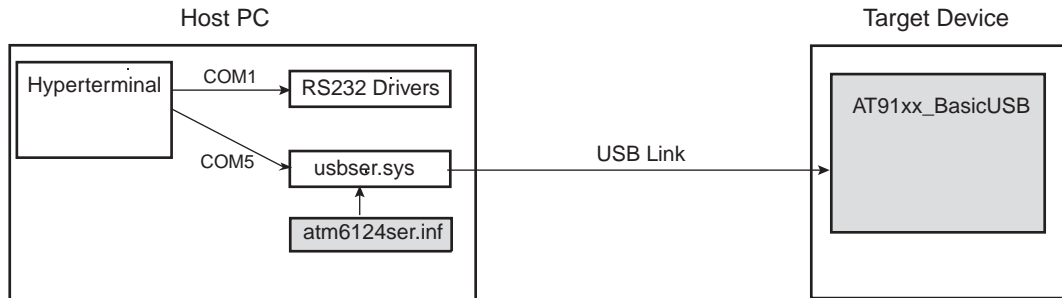 Host PC
Target Device
Hyperterminal
COM1
RS232 Drivers
AT91xx_BasicUSB
COM5
usbser.sys
USB Link
atm6124ser.inf